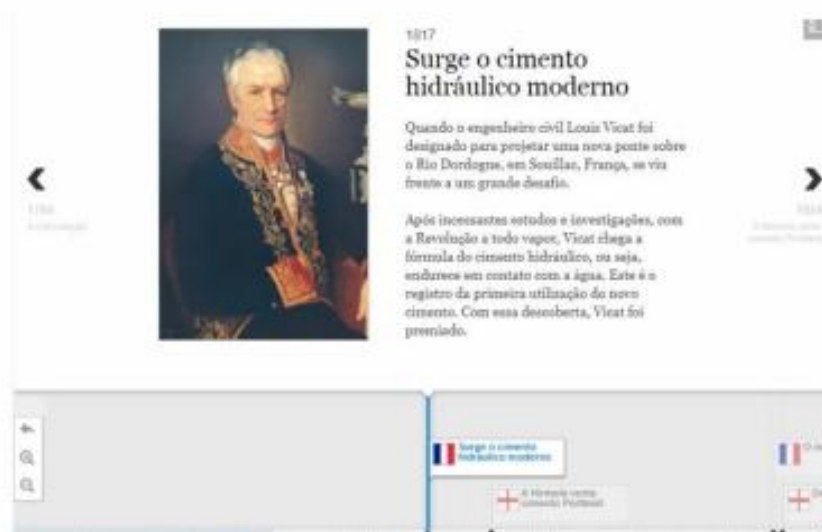 1817
Surge o cimento
hidráulico moderno
Quando o engenheiro civil Louis Vicat foi
designado para projetar uma nova ponte sobre
o Rio Dordogne, em Souillac, França, se viu
frente a um grande desafio.
Após incessantes estudos e investigações, com
a Revolução a todo vapor, Vicat chega a
fórmula do cimento hidráulico, ou seja,
endurece em contato com a água. Este é o
registro da primeira utilização do novo
cimento. Com essa descoberta, Vicat foi
premiado.
Surge o cimento
hidráulico moderno
A fórmula
cimento Portland